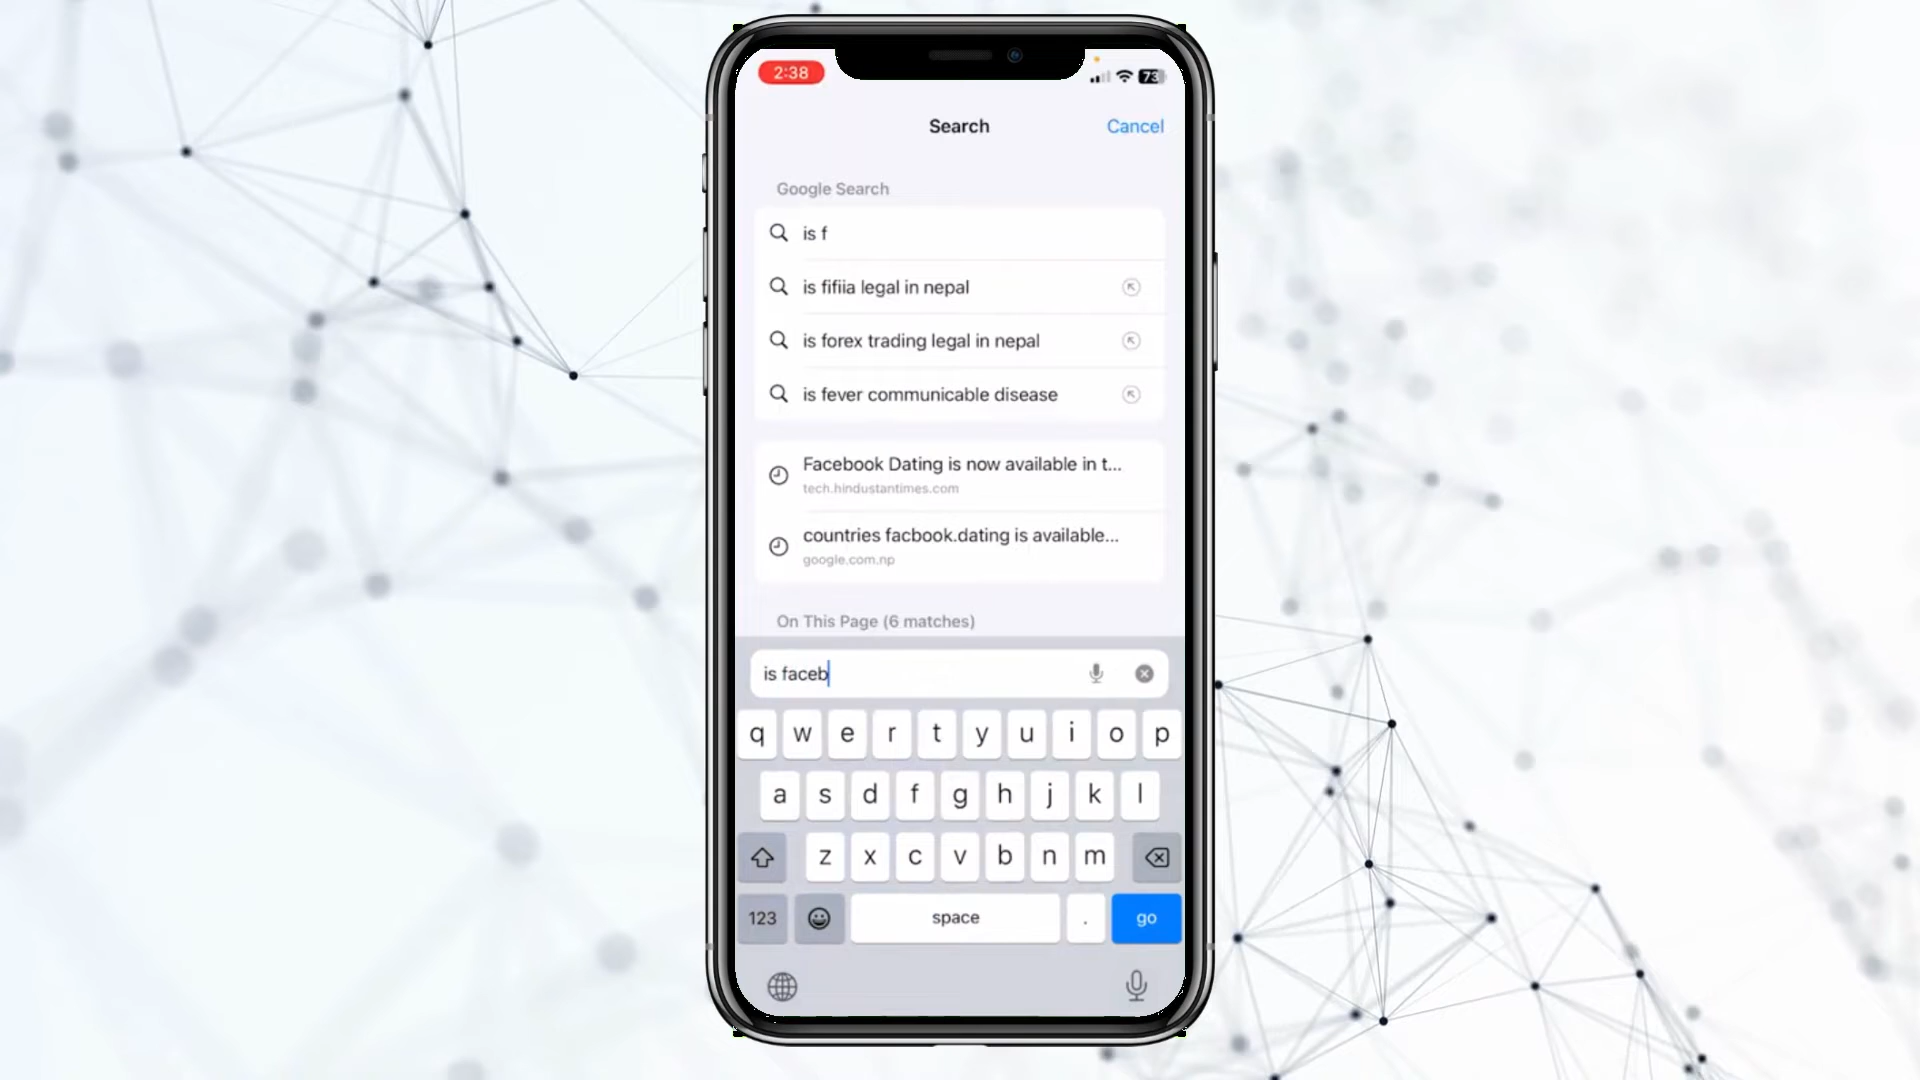 2:38
73
Search
Cancel
Google Search
is f
is fifiia legal in nepal
is forex trading legal in nepal
is fever communicable disease
Facebook Dating is now available in t...
tech.hindustantimes.com
countries facbook.dating is available...
google.com.np
On This Page (6 matches)
is faceb
q w e r t y u i o p
a s d f g h j k l
z x c v b n m
123 space . go